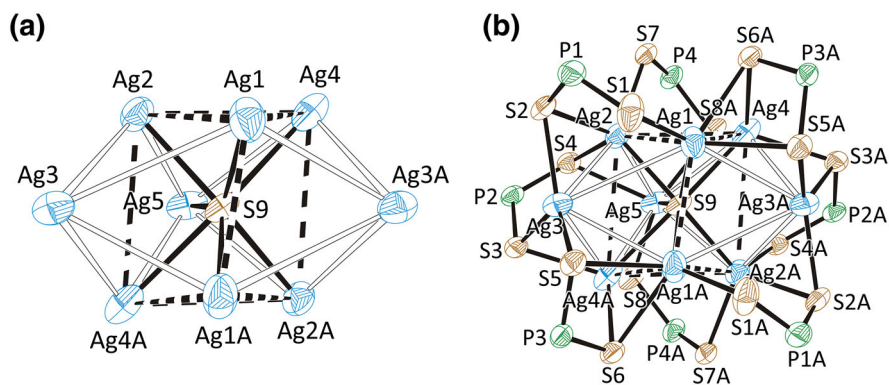 (a)
Ag2
Ag1
Ag4
Ag3
Ag5
S9
Ag3A
Ag4A
Ag1A
Ag2A
(b)
S7
S6A
P1
P4
P3A
S1
S2
Ag2
Ag1
S8A
Ag4
S5A
S4
S3A
P2
Ag5
S9
Ag3A
P2A
Ag3
S3
S4A
S5
Ag2A
Ag4A
S8
Ag1A
S1A
S2A
P3
P4A
P1A
S6
S7A